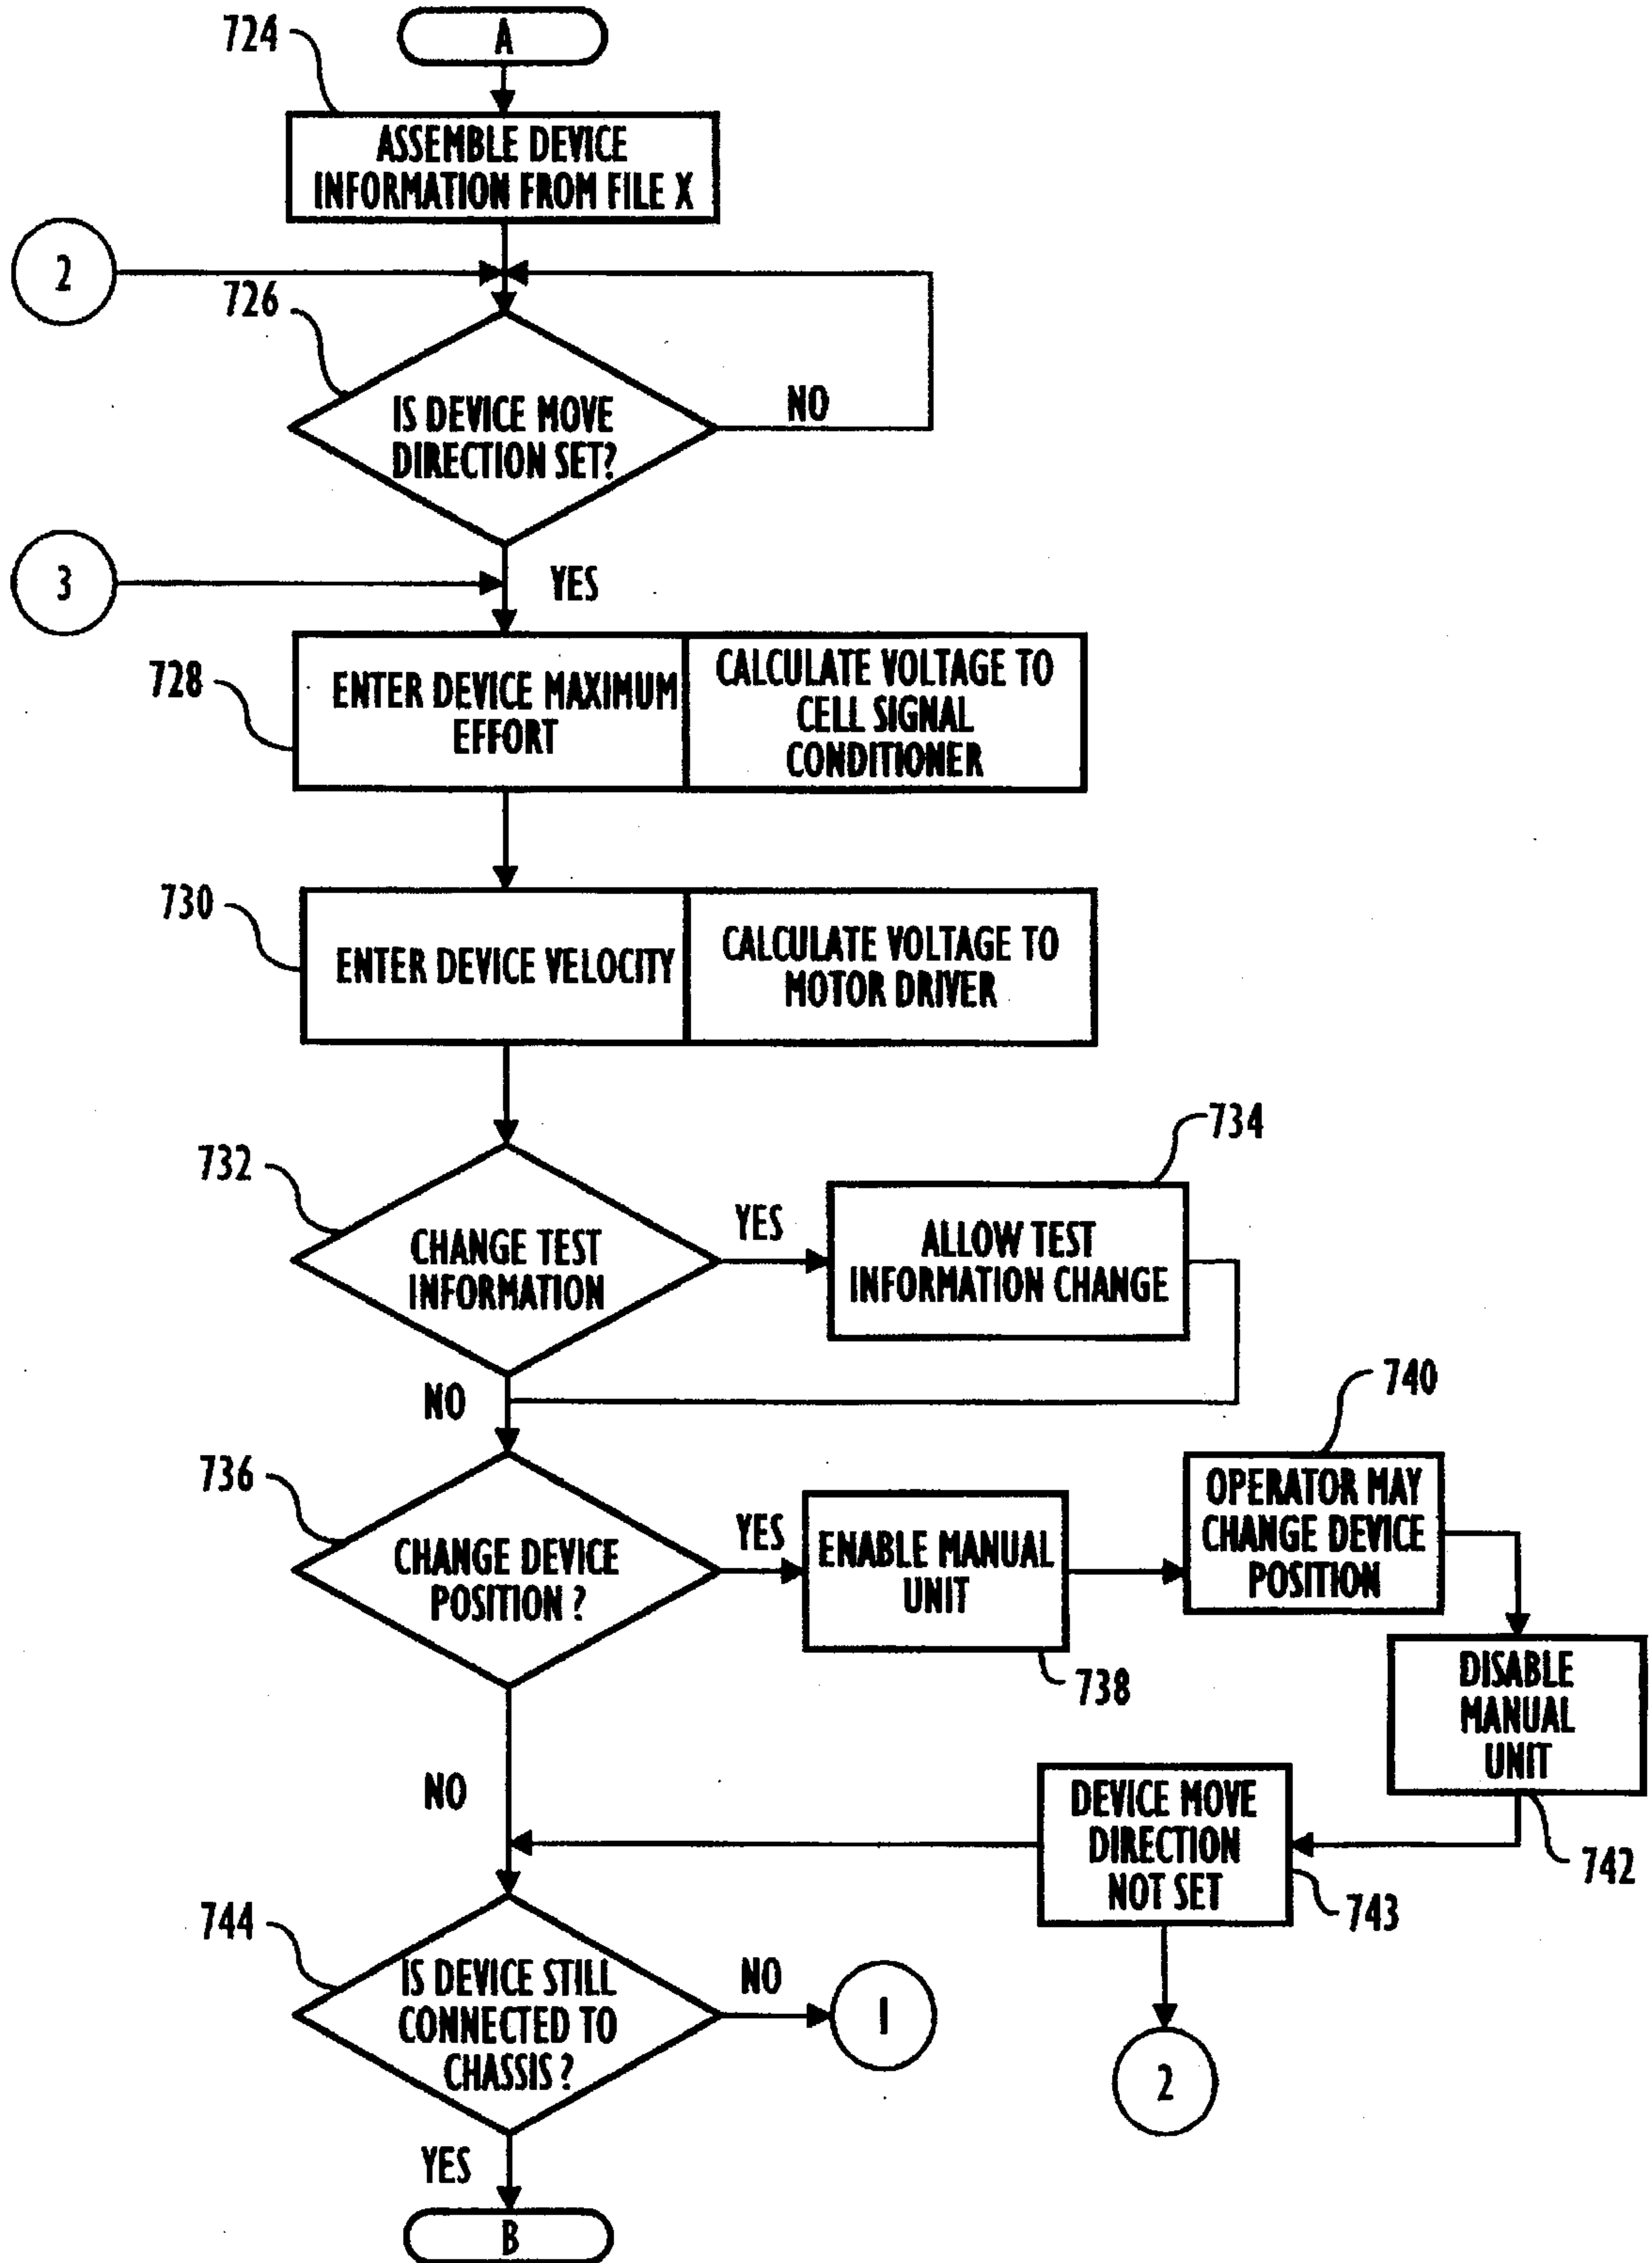 724
A
ASSEMBLE DEVICE
INFORMATION FROM FILE X
2
726
IS DEVICE MOVE
DIRECTION SET?
NO
3
YES
728
ENTER DEVICE MAXIMUM
EFFORT
CALCULATE VOLTAGE TO
CELL SIGNAL
CONDITIONER
730
ENTER DEVICE VELOCITY
CALCULATE VOLTAGE TO
MOTOR DRIVER
732
CHANGE TEST
INFORMATION
YES
734
ALLOW TEST
INFORMATION CHANGE
NO
736
CHANGE DEVICE
POSITION ?
YES
ENABLE MANUAL
UNIT
738
740
OPERATOR MAY
CHANGE DEVICE
POSITION
DISABLE
MANUAL
UNIT
742
NO
DEVICE MOVE
DIRECTION
NOT SET
743
744
IS DEVICE STILL
CONNECTED TO
CHASSIS ?
NO
1
2
YES
B